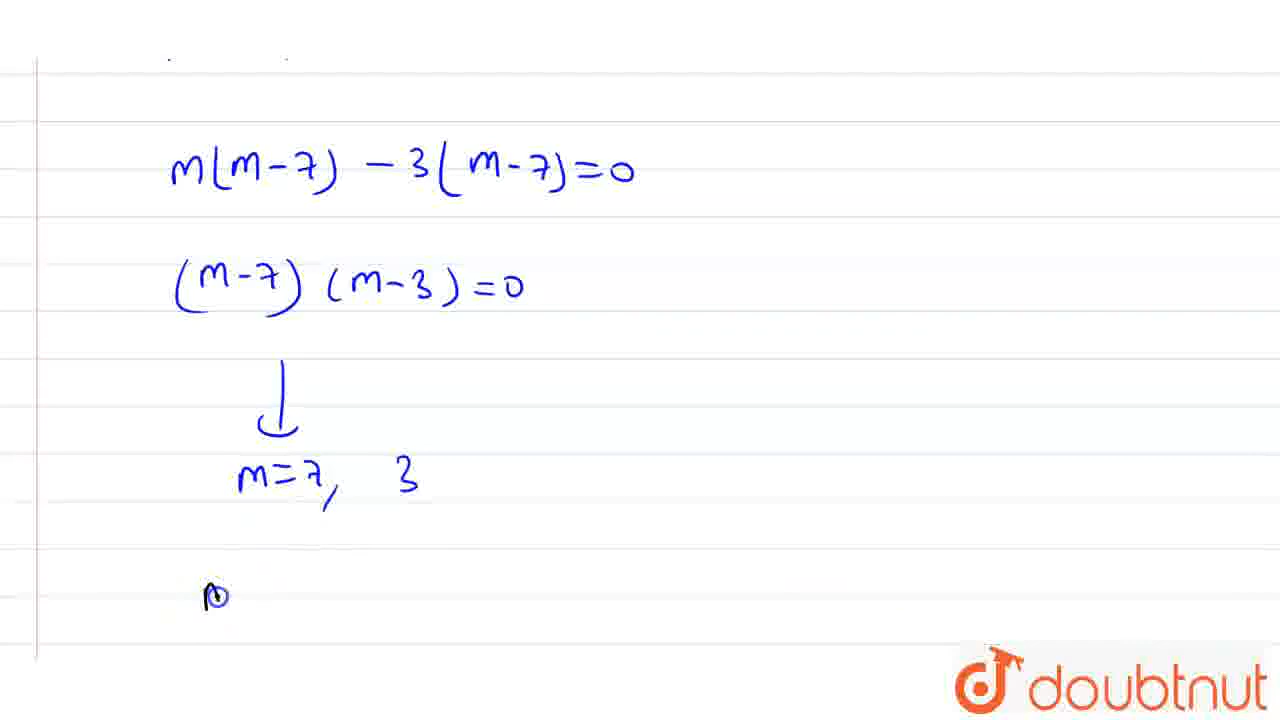 m(m-7) - 3(m-7)=0
(m-7) (m-3)=0
m=7, 3
doubtnut